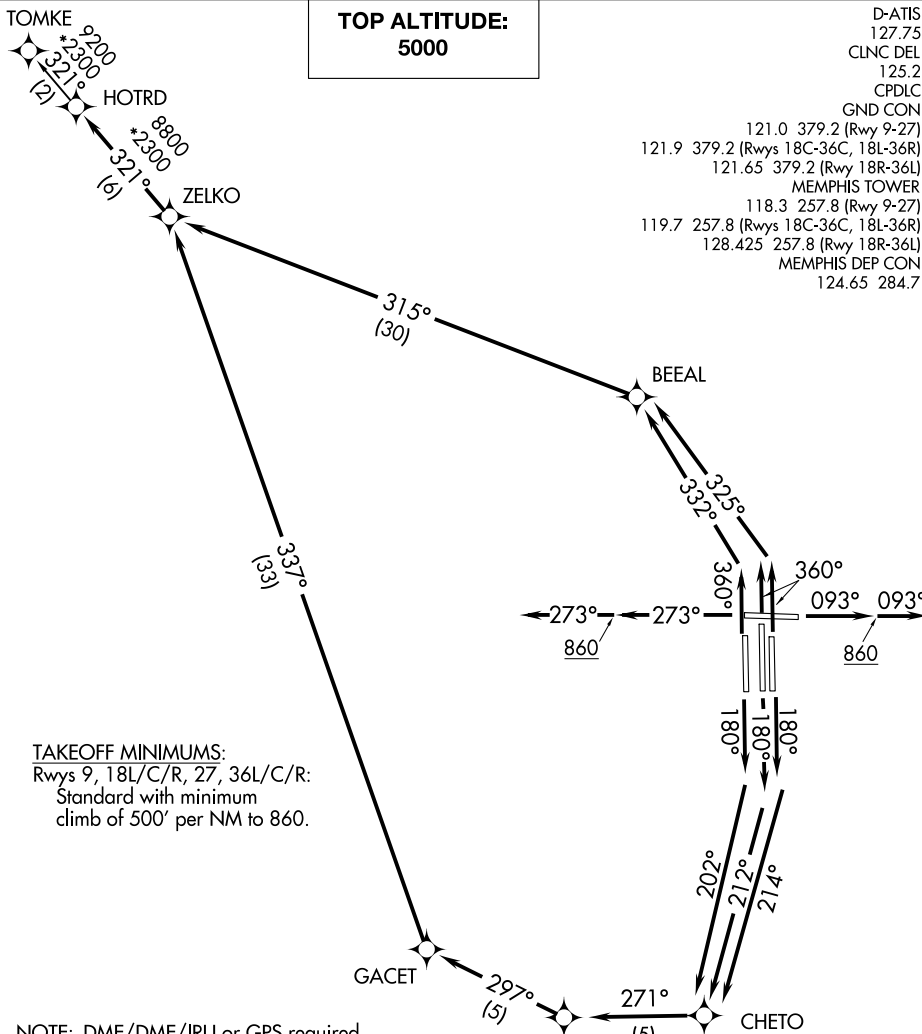 TOMKE
9200
*2300
321°
(2)
HOTRD
8800
*2300
321°
(6)
ZELKO
TOP ALTITUDE:
5000
D-ATIS
127.75
CLNC DEL
125.2
CPDLC
GND CON
121.0 379.2 (Rwy 9-27)
121.9 379.2 (Rwys 18C-36C, 18L-36R)
121.65 379.2 (Rwy 18R-36L)
MEMPHIS TOWER
118.3 257.8 (Rwy 9-27)
119.7 257.8 (Rwys 18C-36C, 18L-36R)
128.425 257.8 (Rwy 18R-36L)
MEMPHIS DEP CON
124.65 284.7
315°
(30)
BEEAL
325°
332°
360°
360°
337°
(33)
273°
273°
093°
093°
860
860
180°
180°
180°
TAKEOFF MINIMUMS:
Rwys 9, 18L/C/R, 27, 36L/C/R:
Standard with minimum
climb of 500' per NM to 860.
202°
212°
214°
GACET
297°
(5)
271°
(5)
CHETO
NOTE: DME/DME/IRU or GPS required